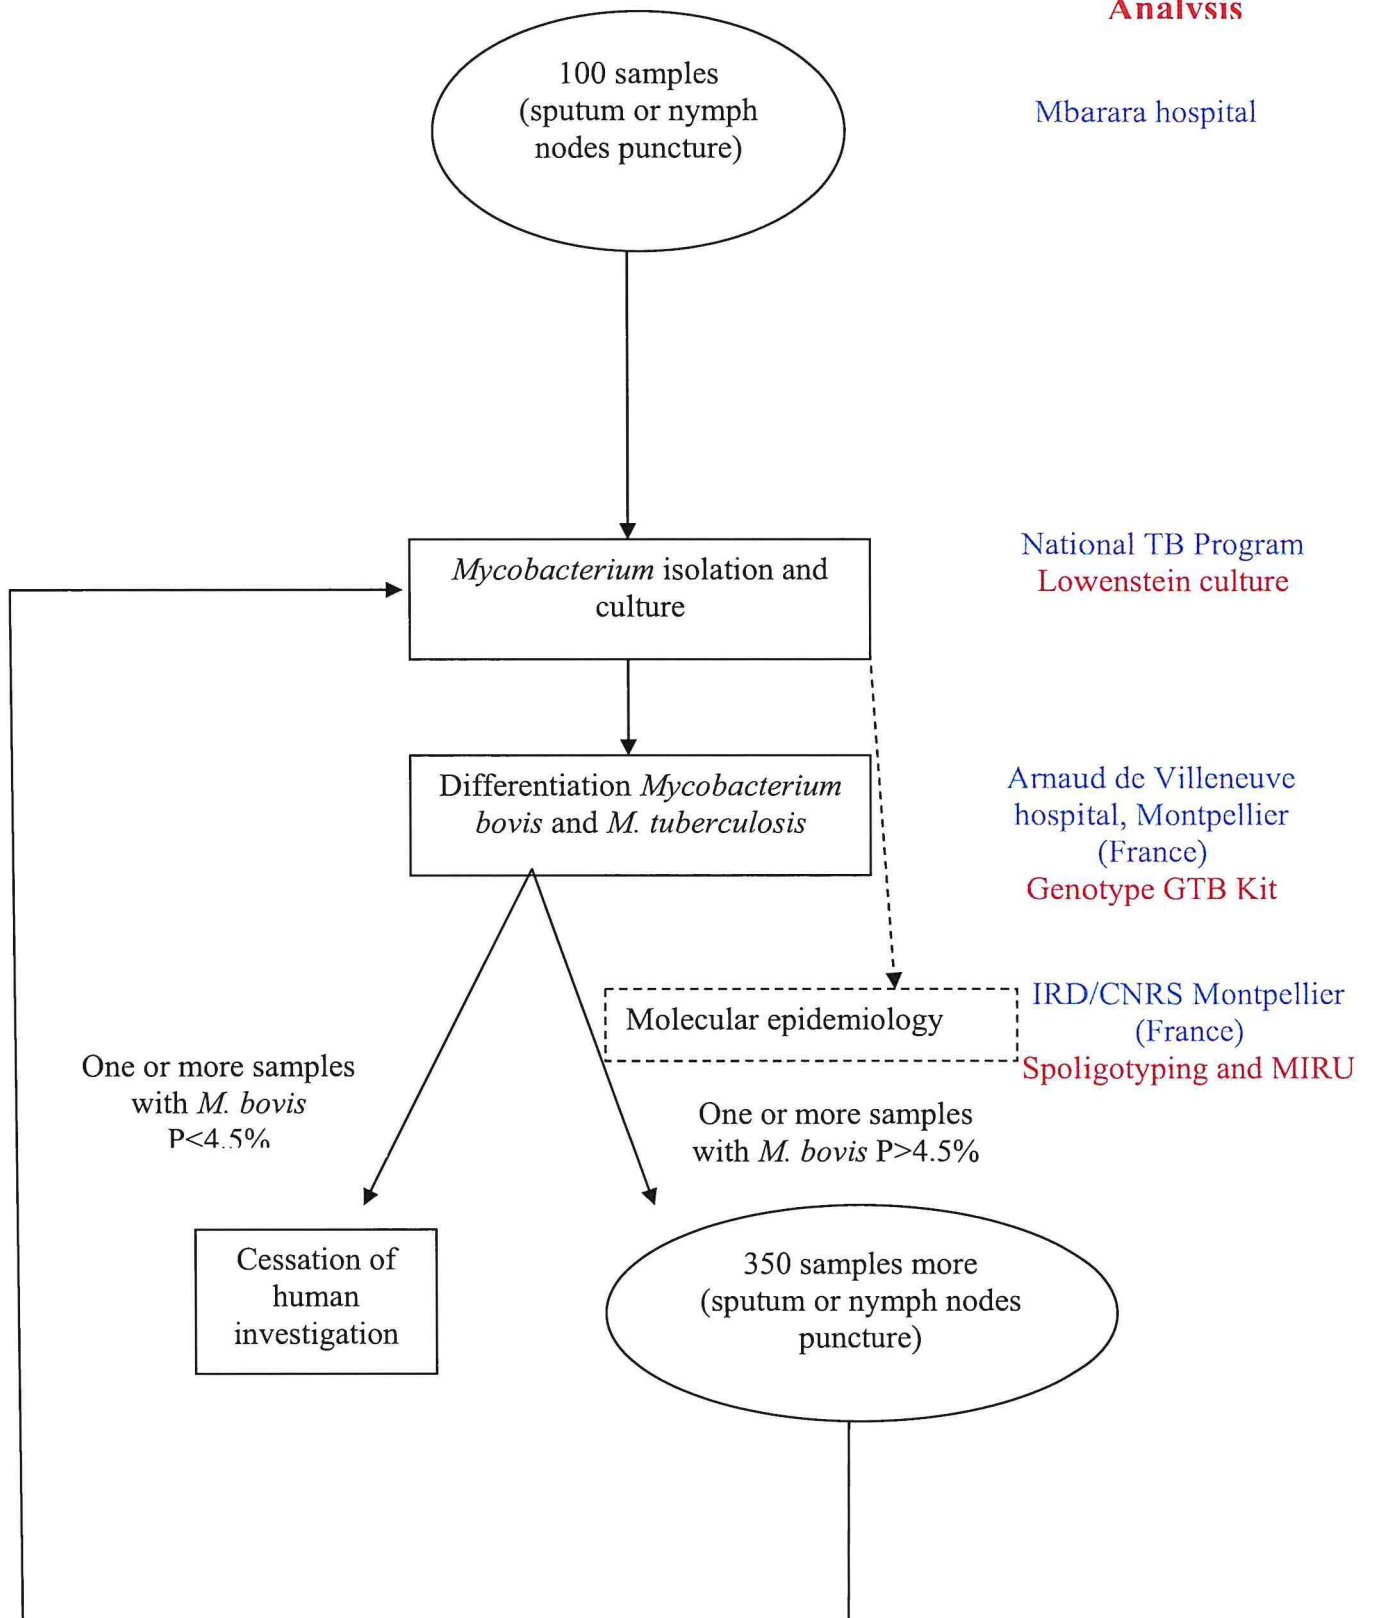 Analysis
100 samples
(sputum or nymph
nodes puncture)
Mbarara hospital
Mycobacterium isolation and
culture
National TB Program
Lowenstein culture
Differentiation Mycobacterium
bovis and M. tuberculosis
Arnaud de Villeneuve
hospital, Montpellier
(France)
Genotype GTB Kit
Molecular epidemiology
IRD/CNRS Montpellier
(France)
Spoligotyping and MIRU
One or more samples
with M. bovis
P<4.5%
One or more samples
with M. bovis P>4.5%
Cessation of
human
investigation
350 samples more
(sputum or nymph nodes
puncture)